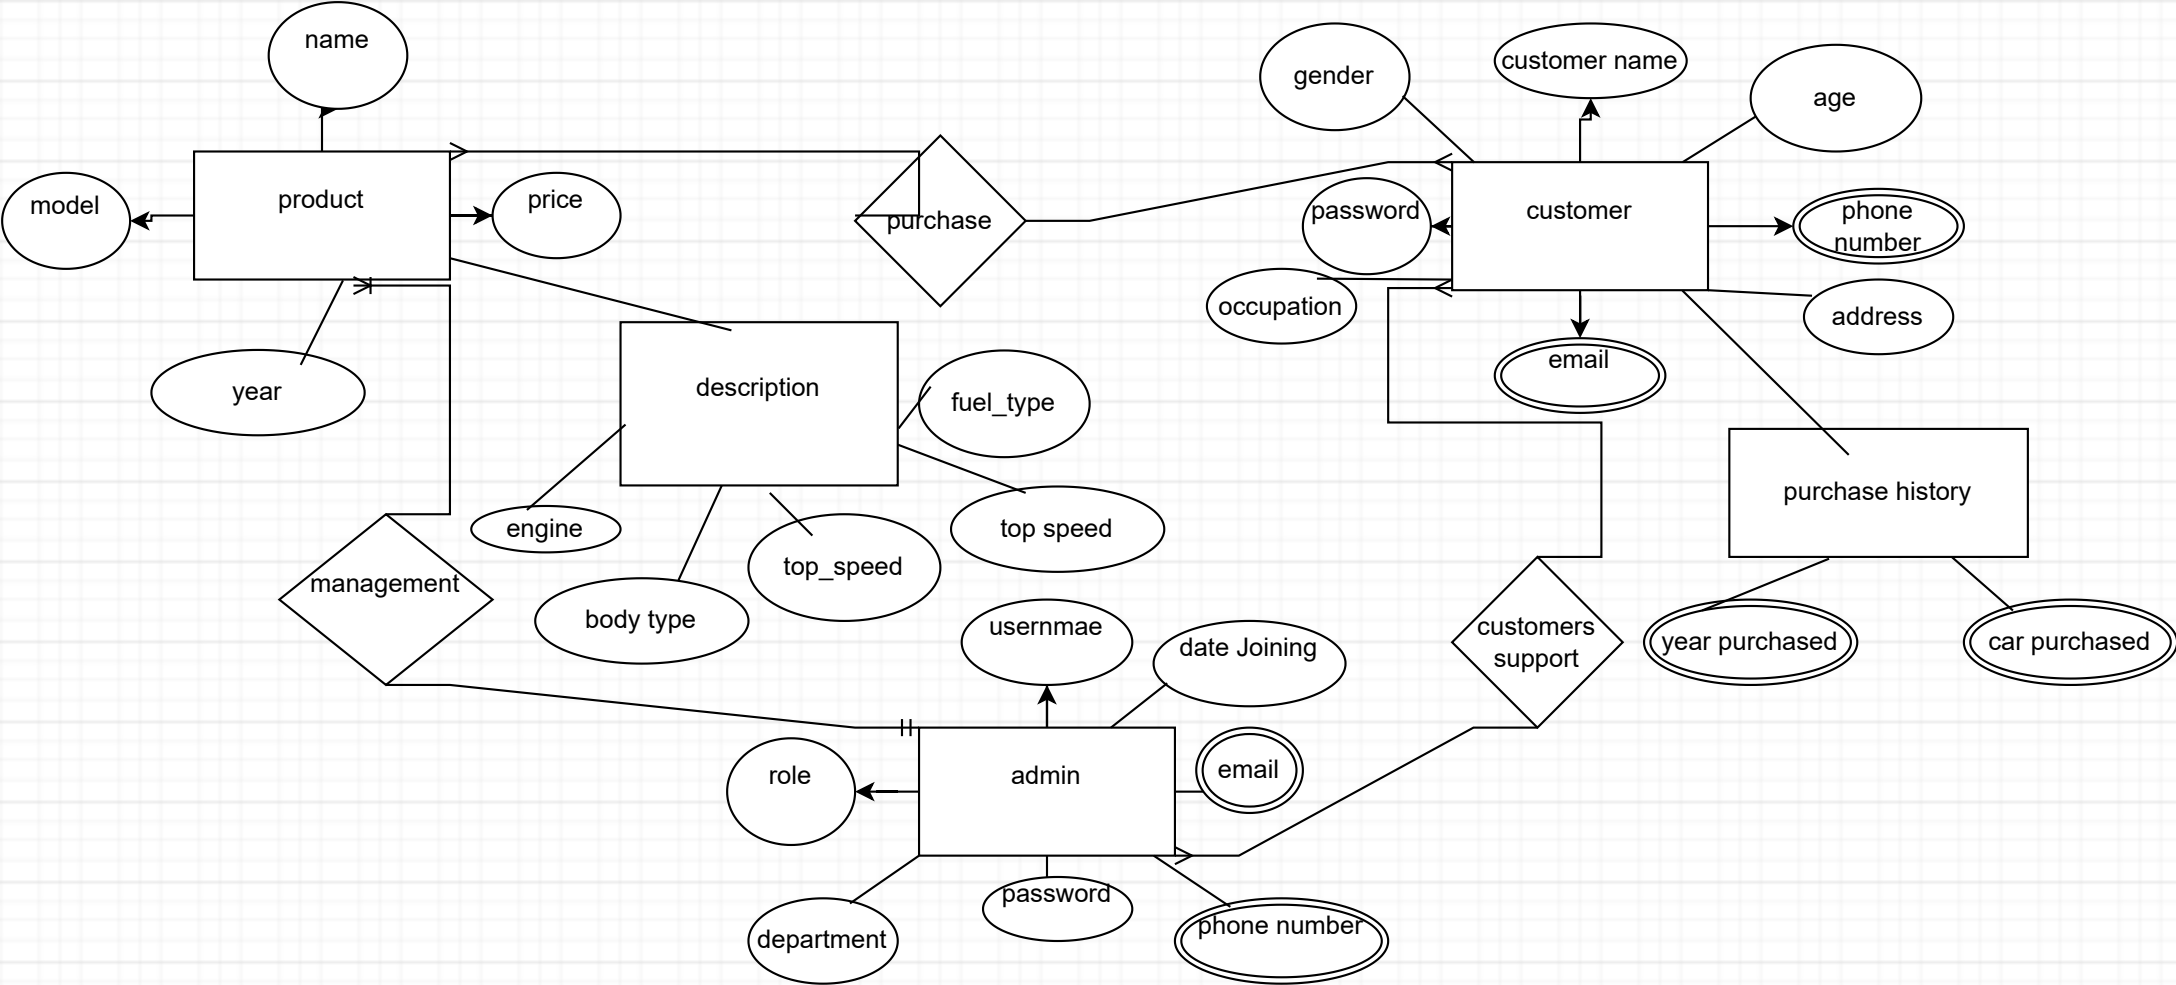 name
gender
customer name
age
model
product
price
purchase
password
customer
phone
number
occupation
email
address
year
description
fuel_type
purchase history
engine
top speed
management
top_speed
body type
usernmae
date Joining
customers
support
year purchased
car purchased
role
admin
email
password
department
phone number